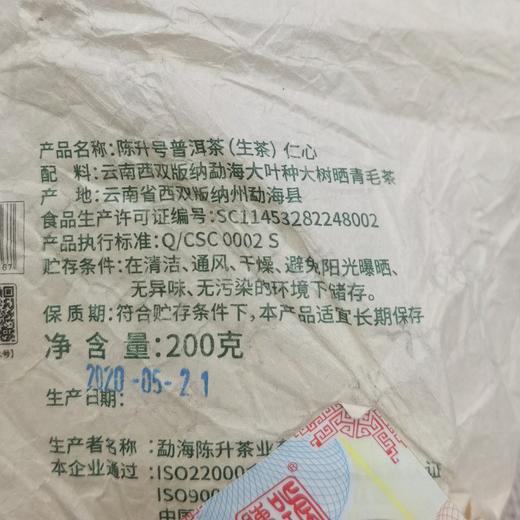 产品名称:陈升号普洱茶(生茶)仁心
配 料:云南西双版纳勐海大叶种大树晒青毛茶
产 地:云南省西双版纳州勐海县
食品生产许可证编号:SC11453282248002
产品执行标准:Q/CSC 0002 S
贮存条件:在清洁、通风、干燥、避免阳光曝晒、
无异味、无污染的环境下储存。
保 质 期:符合贮存条件下,本产品适宜长期保存
净 含 量:200克
2020-05-21
生产日期:
生产者名称:勐海陈升茶业
本企业通过:ISO22000 证
ISO900
中国
67
号]